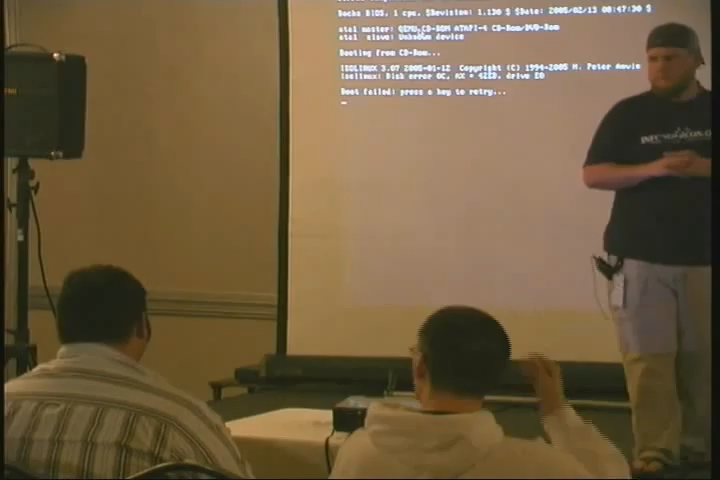 Bochs BIOS, 1 cpu, $Revision: 1.130 $ $Date: 2005/02/13 08:47:30 $
ata1 master: QEMU CD-ROM ATAPI-4 CD-Rom/DVD-Rom
ata1  slave: Unknown device
Booting from CD-Rom...
ISOLINUX 3.07 2005-01-12  Copyright (C) 1994-2005 H. Peter Anvin
isolinux: Disk error 0C, AX = 42ED, drive E0
Boot failed: press a key to retry...